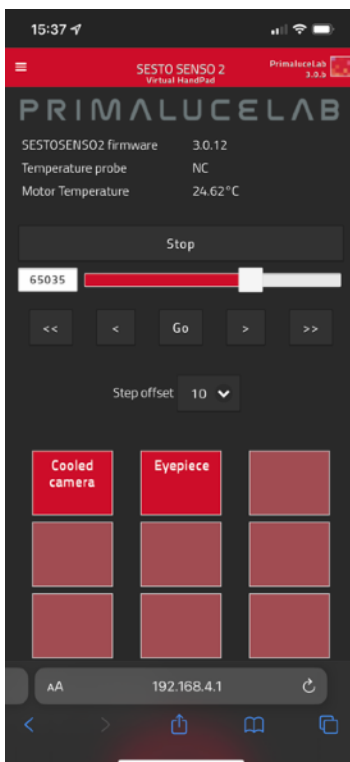 15:37
SESTO SENSO 2
Virtual HandPad
PrimaluceLab
3.0.b
PRIMALUCELAB
SESTOSENSO2 firmware 3.0.12
Temperature probe NC
Motor Temperature 24.62°C
Stop
65035
<< < Go > >>
Step offset 10
Cooled
camera
Eyepiece
AA 192.168.4.1